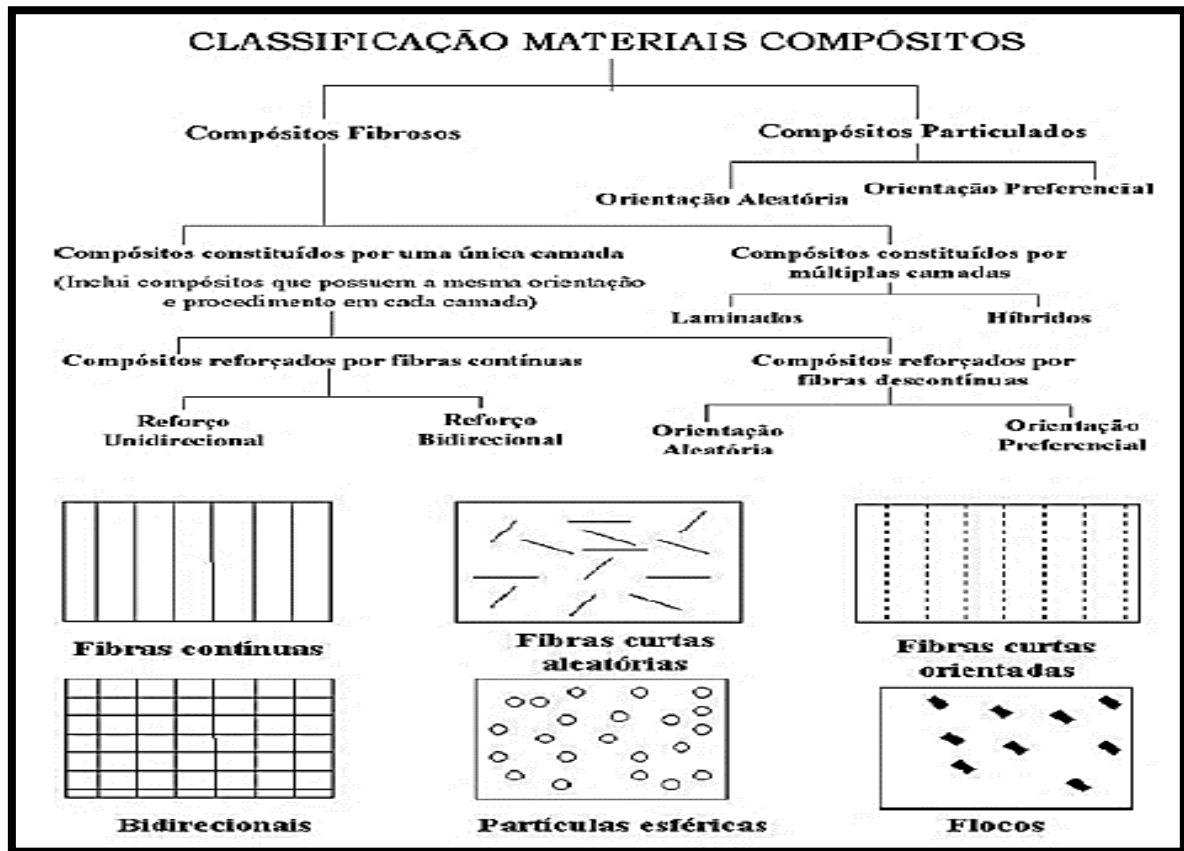 CLASSIFICAÇÃO MATERIAIS COMPÓSITOS
Compósitos Fibrosos
Compósitos Particulados
Orientação Aleatória
Orientação Preferencial
Compósitos constituídos por uma única camada
(Inclui compósitos que possuem a mesma orientação
e procedimento em cada camada)
Compósitos constituídos por
múltiplas camadas
Laminados
Híbridos
Compósitos reforçados por fibras contínuas
Compósitos reforçados por
fibras descontínuas
Reforço
Unidirecional
Reforço
Bidirecional
Orientação
Aleatória
Orientação
Preferencial
Fibras contínuas
Fibras curtas
aleatórias
Fibras curtas
orientadas
Bidirecionais
Partículas esféricas
Flocos